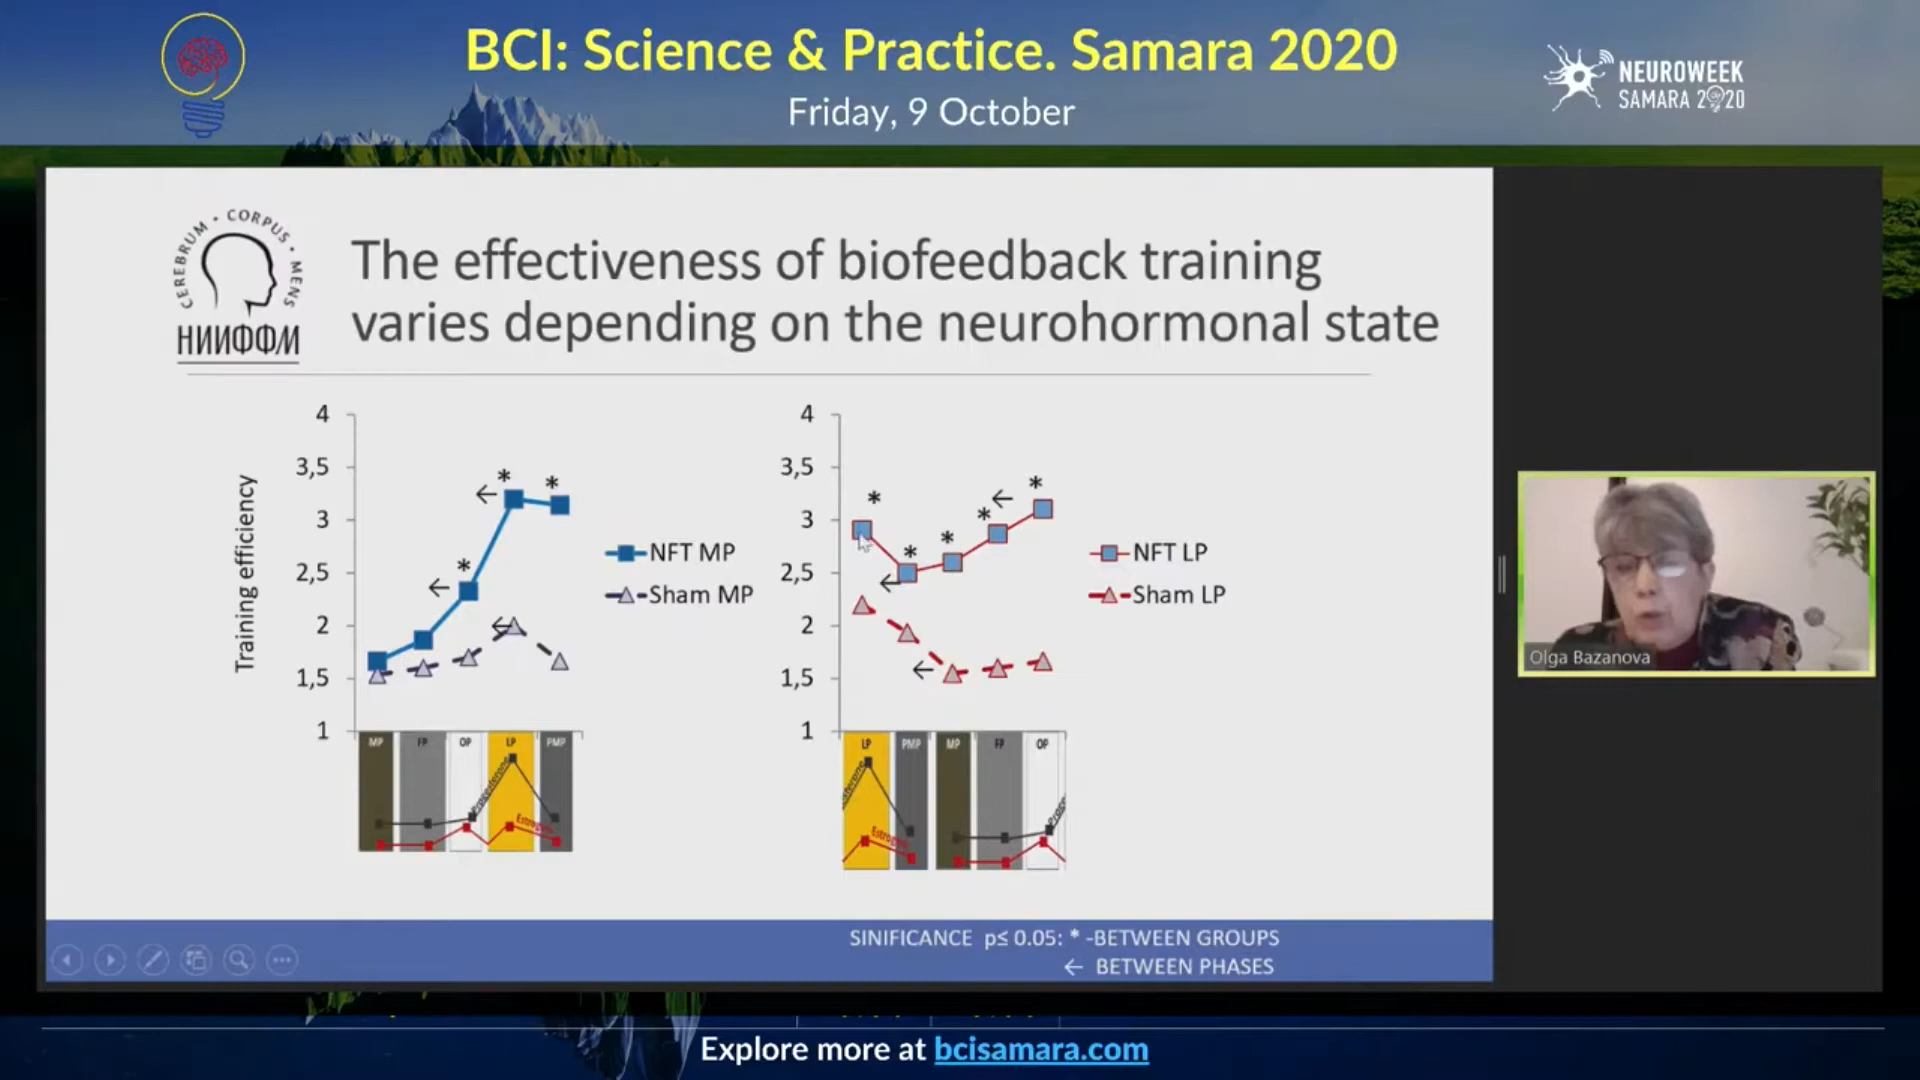 BCI: Science & Practice. Samara 2020
Friday, 9 October
NEUROWEEK
SAMARA 2020
CEREBRUM • CORPUS • MENS
НИИФФМ
The effectiveness of biofeedback training
varies depending on the neurohormonal state
Training efficiency
4
3,5
3
2,5
2
1,5
1
* * *
NFT MP
Sham MP
MP FP OP LP PMP
Progesterone
Estrogen
4
3,5
3
2,5
2
1,5
1
* * * * *
NFT LP
Sham LP
LP PMP MP FP OP
Olga Bazanova
SINIFICANCE p≤ 0.05: * -BETWEEN GROUPS
← BETWEEN PHASES
Explore more at bcisamara.com